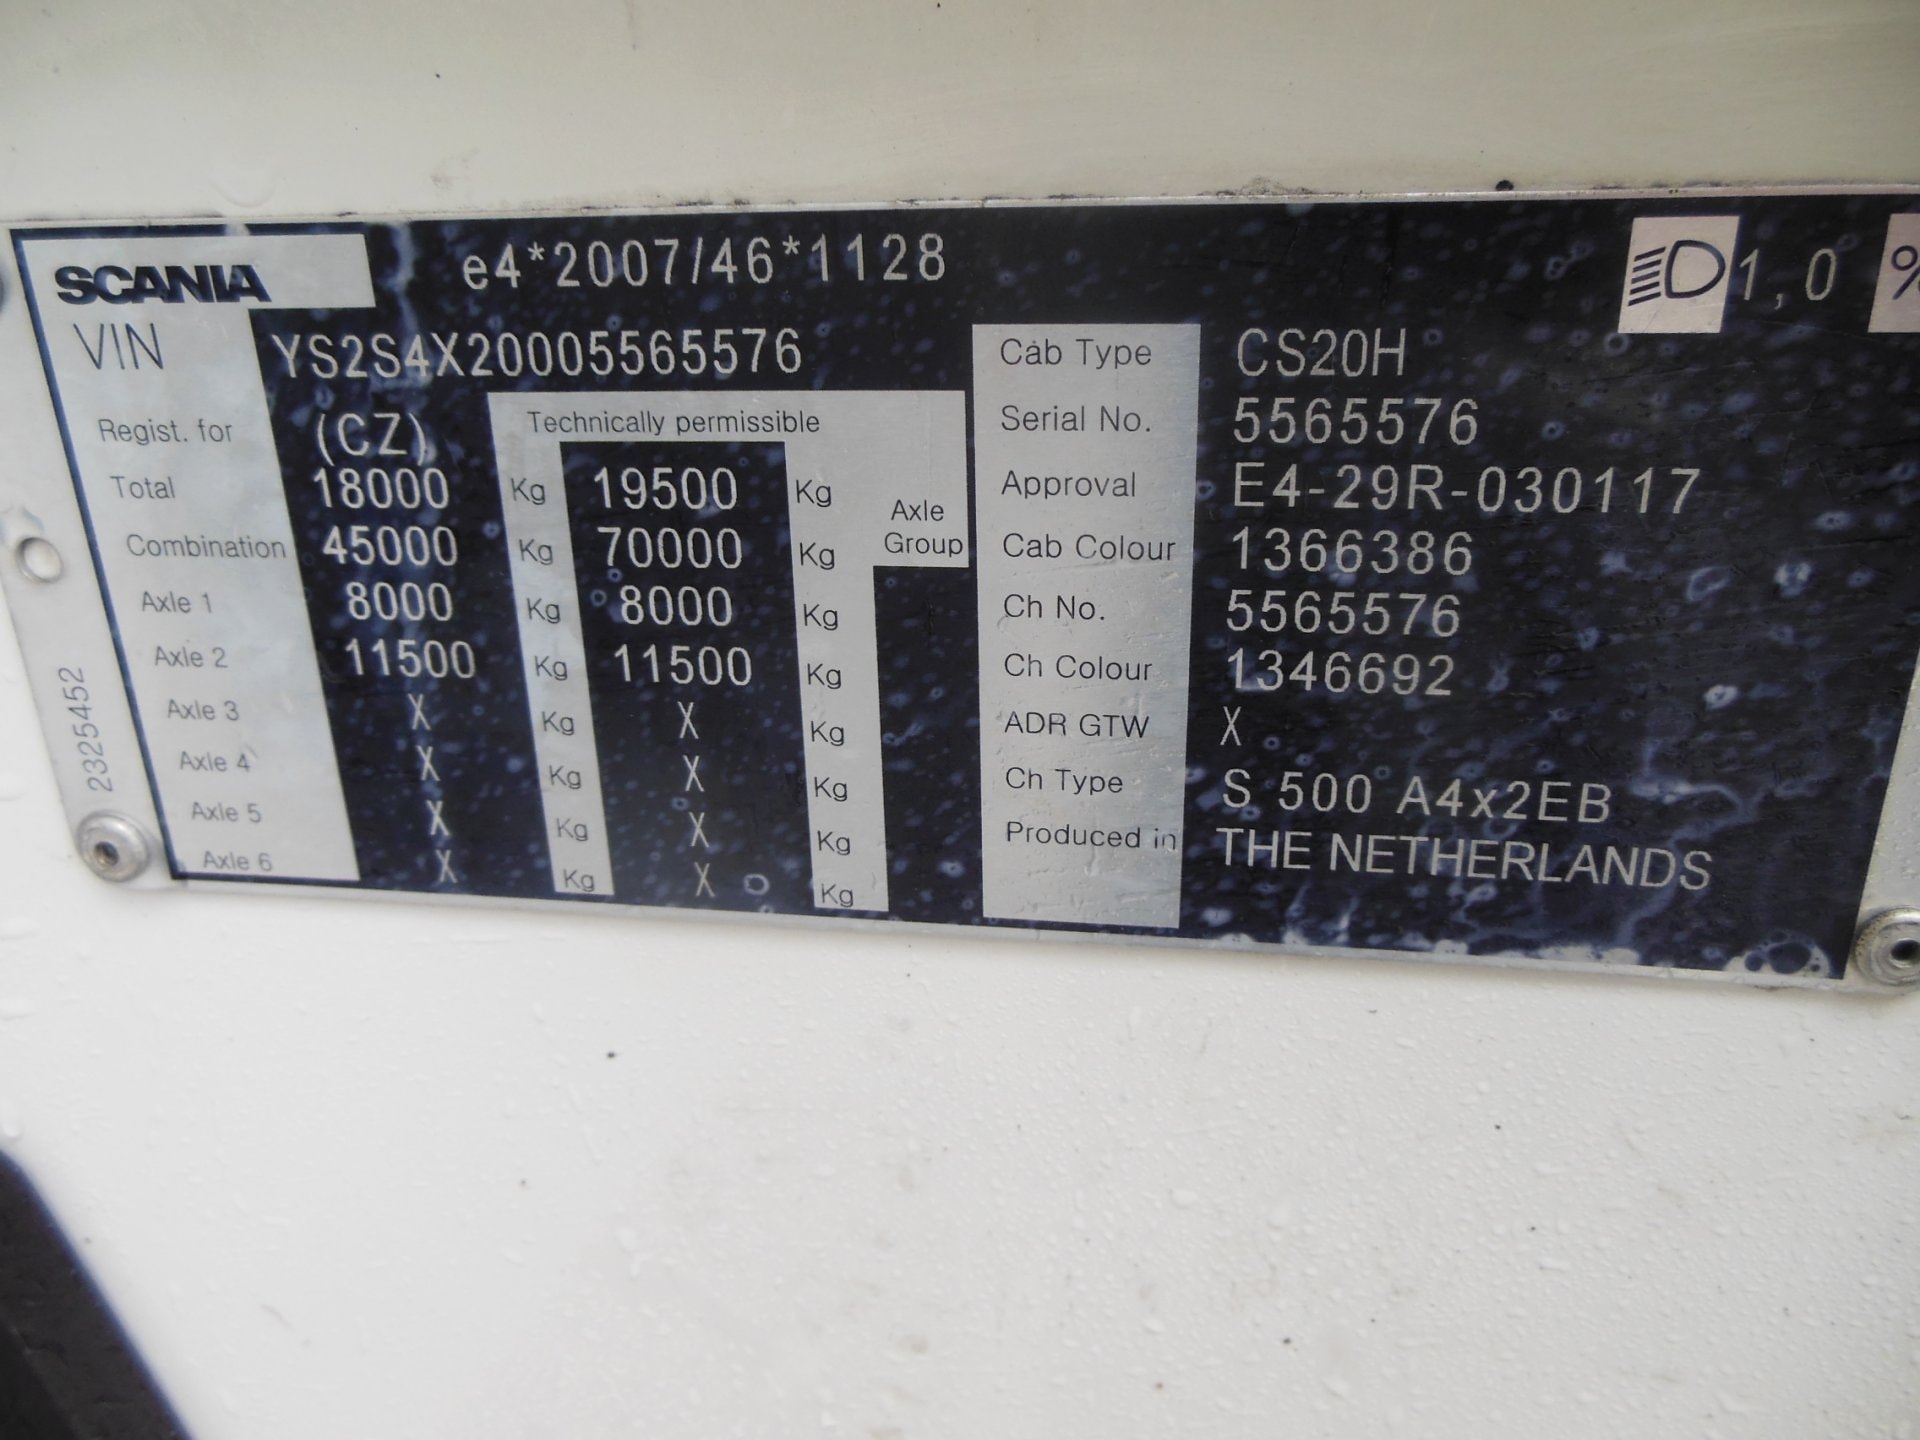 SCANIA e4*2007/46*1128 1,0 %
VIN YS2S4X20005565576
Regist. for (CZ)
Technically permissible
Total 18000 Kg 19500 Kg
Axle
Group
Combination 45000 Kg 70000 Kg
Axle 1 8000 Kg 8000 Kg
Axle 2 11500 Kg 11500 Kg
Axle 3 X Kg X Kg
Axle 4 X Kg X Kg
Axle 5 X Kg X Kg
Axle 6 X Kg X Kg
Cab Type CS20H
Serial No. 5565576
Approval E4-29R-030117
Cab Colour 1366386
Ch No. 5565576
Ch Colour 1346692
ADR GTW X
Ch Type S 500 A4x2EB
Produced in THE NETHERLANDS
2325452